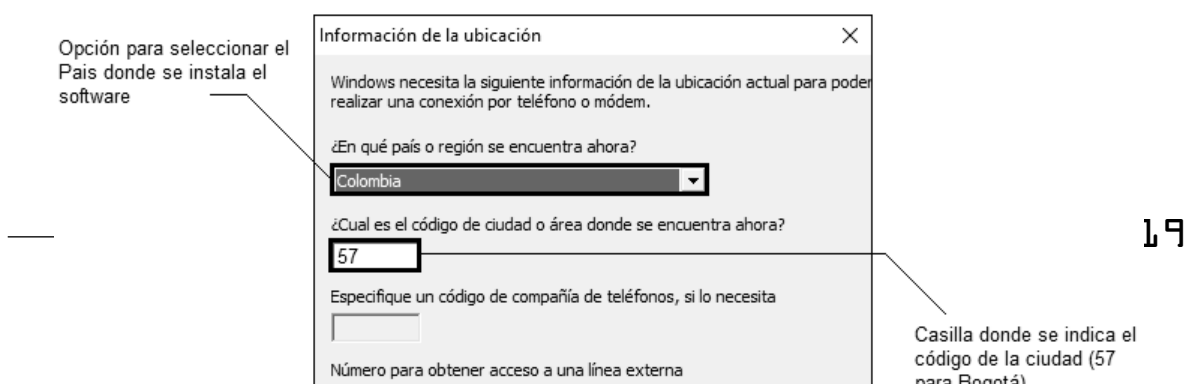 Opción para seleccionar el
Pais donde se instala el
software
Información de la ubicación
Windows necesita la siguiente información de la ubicación actual para poder
realizar una conexión por teléfono o módem.
¿En qué país o región se encuentra ahora?
Colombia
¿Cual es el código de ciudad o área donde se encuentra ahora?
57
Especifique un código de compañía de teléfonos, si lo necesita
Número para obtener acceso a una línea externa
19
Casilla donde se indica el
código de la ciudad (57
para Bogotá)